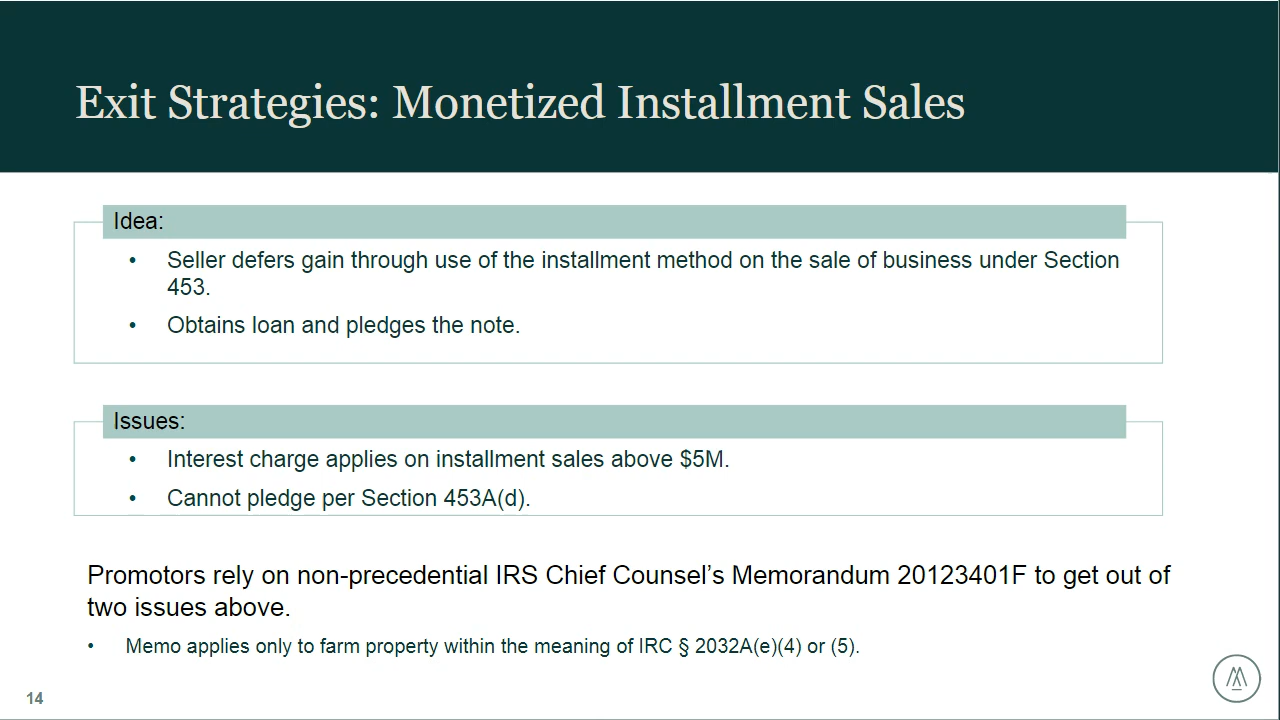 Exit Strategies: Monetized Installment Sales
Idea:
• Seller defers gain through use of the installment method on the sale of business under Section
453.
• Obtains loan and pledges the note.
Issues:
• Interest charge applies on installment sales above $5M.
• Cannot pledge per Section 453A(d).
Promotors rely on non-precedential IRS Chief Counsel’s Memorandum 20123401F to get out of
two issues above.
• Memo applies only to farm property within the meaning of IRC § 2032A(e)(4) or (5).
14